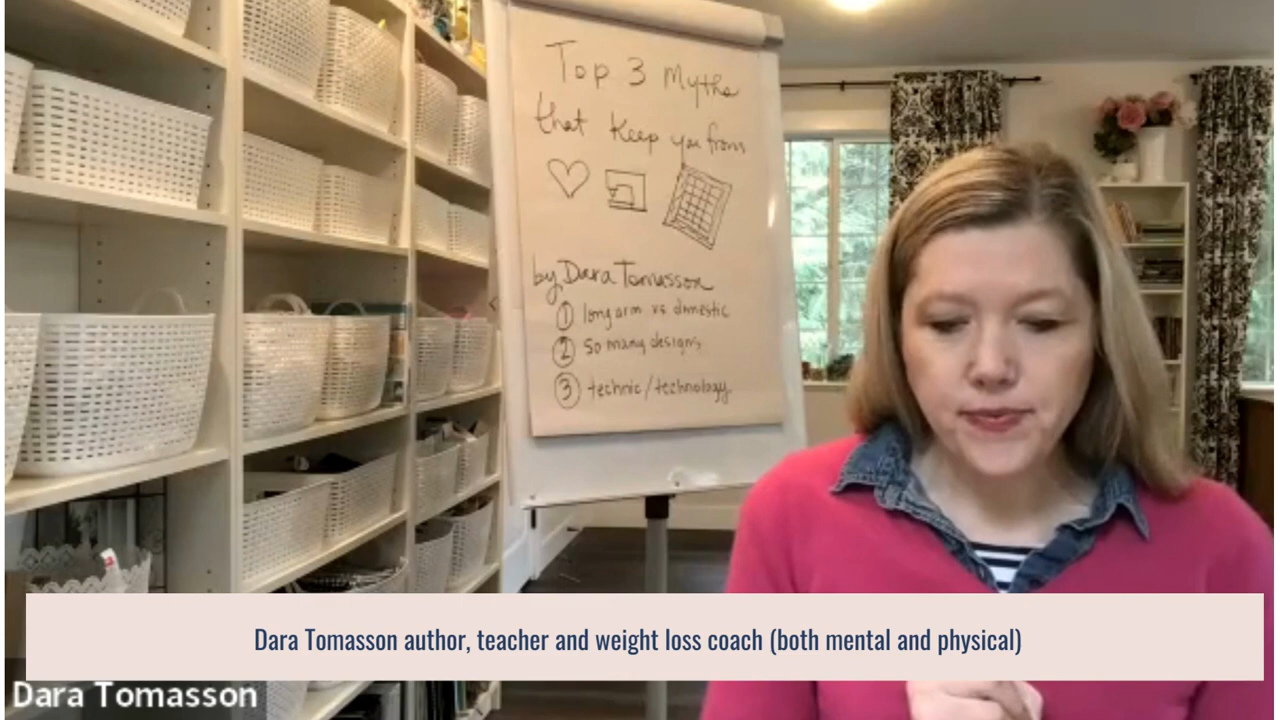 Top 3 Myths
that keep you from
by Dara Tomasson
① longarm vs domestic
② so many designs
③ technic/technology
Dara Tomasson author, teacher and weight loss coach (both mental and physical)
Dara Tomasson